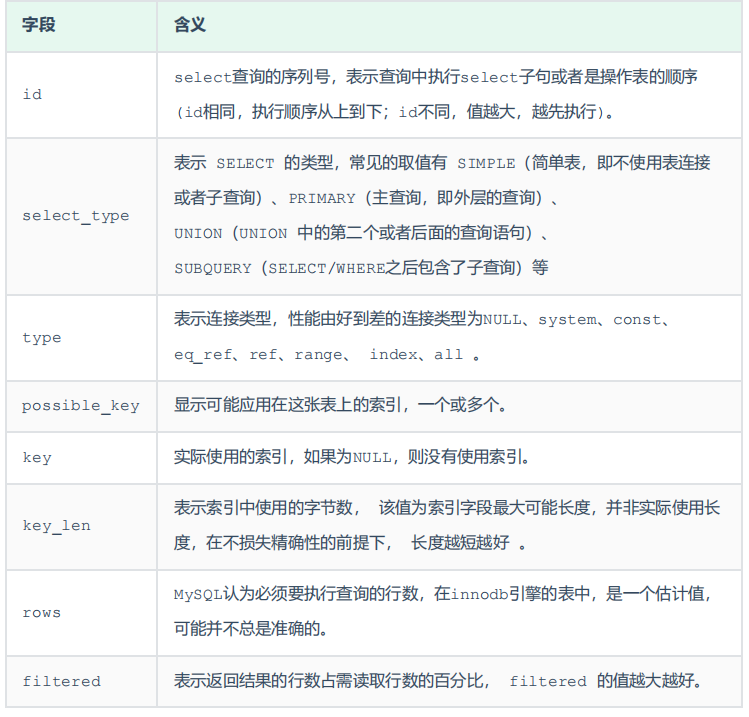 字段 含义
id
select查询的序列号，表示查询中执行select子句或者是操作表的顺序
(id相同，执行顺序从上到下；id不同，值越大，越先执行)。
select_type
表示 SELECT 的类型，常见的取值有 SIMPLE（简单表，即不使用表连接
或者子查询）、PRIMARY（主查询，即外层的查询）、
UNION（UNION 中的第二个或者后面的查询语句）、
SUBQUERY（SELECT/WHERE之后包含了子查询）等
type
表示连接类型，性能由好到差的连接类型为NULL、system、const、
eq_ref、ref、range、 index、all 。
possible_key
显示可能应用在这张表上的索引，一个或多个。
key
实际使用的索引，如果为NULL，则没有使用索引。
key_len
表示索引中使用的字节数， 该值为索引字段最大可能长度，并非实际使用长
度，在不损失精确性的前提下， 长度越短越好 。
rows
MySQL认为必须要执行查询的行数，在innodb引擎的表中，是一个估计值，
可能并不总是准确的。
filtered
表示返回结果的行数占需读取行数的百分比， filtered 的值越大越好。